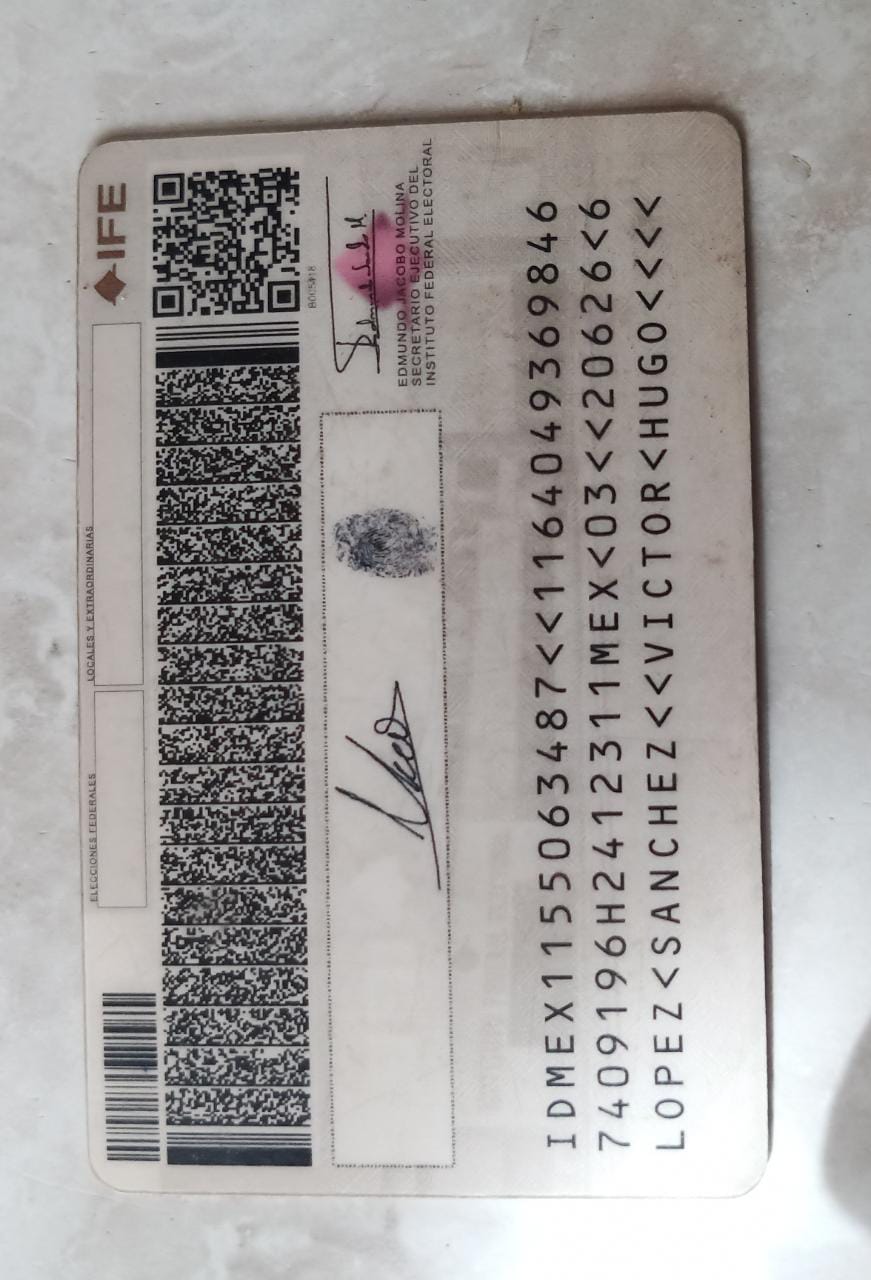 ELECCIONES FEDERALES
LOCALES Y EXTRAORDINARIAS
IFE
EDMUNDO JACOBO MOLINA
SECRETARIO EJECUTIVO DEL
INSTITUTO FEDERAL ELECTORAL
IDMEX1155063487<<1164049369846
7409196H2412311MEX<03<<20626<6
LOPEZ<SANCHEZ<<VICTOR<HUGO<<<<